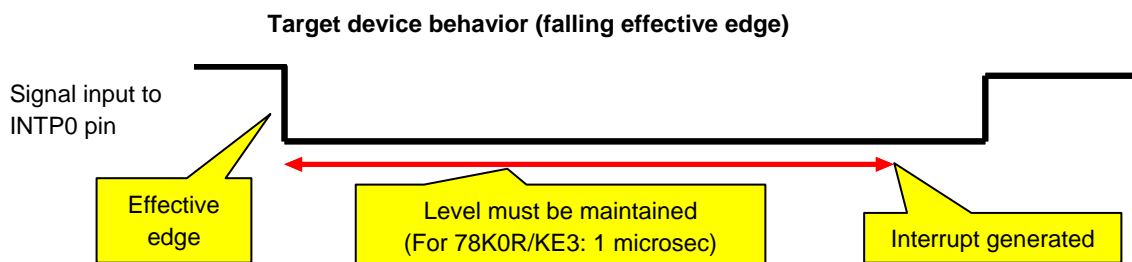 Target device behavior (falling effective edge)
Signal input to
INTP0 pin
Effective
edge
Level must be maintained
(For 78K0R/KE3: 1 microsec)
Interrupt generated